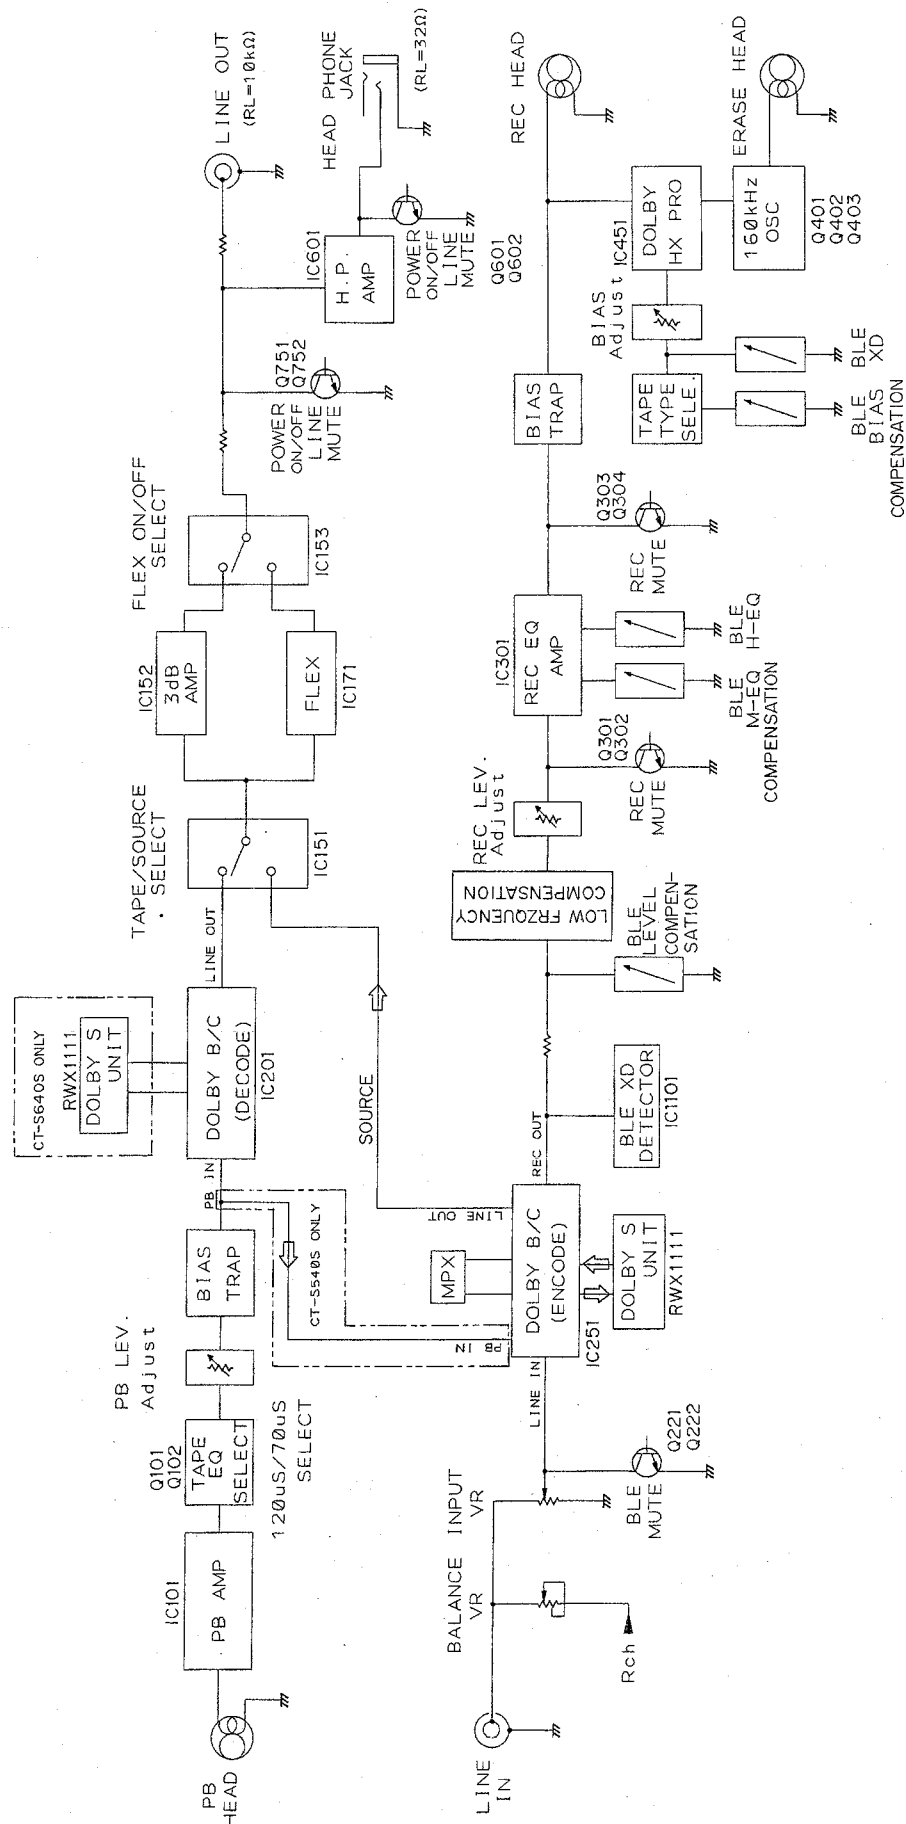 PB
HEAD
IC101
PB AMP
Q101
Q102
TAPE
EQ
SELECT
120uS/70uS
SELECT
PB LEV.
Adjust
BIAS
TRAP
PB IN
CT-S640S ONLY
RWX1111
DOLBY S
UNIT
DOLBY B/C
(DECODE)
IC201
LINE OUT
TAPE/SOURCE
SELECT
IC151
IC152
3dB
AMP
FLEX
IC171
FLEX ON/OFF
SELECT
IC153
Q751
Q752
POWER
ON/OFF
LINE
MUTE
LINE OUT
(RL=10kΩ)
IC601
H.P.
AMP
HEAD PHONE
JACK
(RL=32Ω)
POWER
ON/OFF
LINE
MUTE
Q601
Q602
CT-S540S ONLY
PB IN
SOURCE
LINE OUT
LINE
IN
BALANCE
VR
INPUT
VR
Rch
LINE IN
BLE
MUTE
Q221
Q222
MPX
DOLBY B/C
(ENCODE)
IC251
DOLBY S
UNIT
RWX1111
REC OUT
BLE XD
DETECTOR
IC1101
BLE
LEVEL
COMPEN-
SATION
LOW FRZQUENCY
COMPENSATION
REC LEV.
Adjust
Q301
Q302
REC
MUTE
IC301
REC EQ
AMP
BLE
M-EQ
BLE
H-EQ
COMPENSATION
Q303
Q304
REC
MUTE
BIAS
TRAP
REC HEAD
BIAS
Adjust
IC451
DOLBY
HX PRO
TAPE
TYPE
SELE.
BLE
BIAS
BLE
XD
COMPENSATION
ERASE HEAD
160kHz
OSC
Q401
Q402
Q403